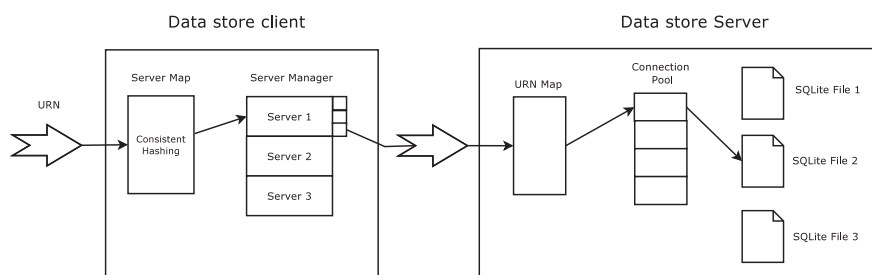 Data store client
Data store Server
URN
Server Map
Consistent
Hashing
Server Manager
Server 1
Server 2
Server 3
URN Map
Connection
Pool
SQLite File 1
SQLite File 2
SQLite File 3